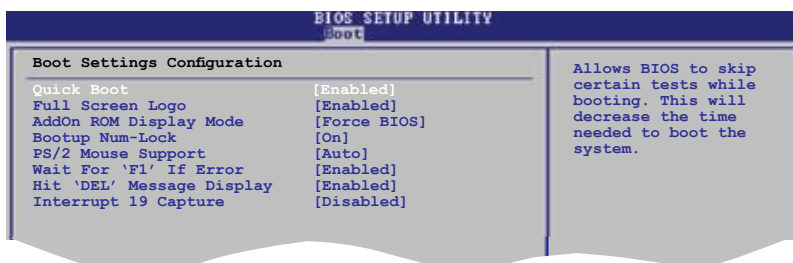 BIOS SETUP UTILITY
Boot
Boot Settings Configuration
Quick Boot [Enabled]
Full Screen Logo [Enabled]
AddOn ROM Display Mode [Force BIOS]
Bootup Num-Lock [On]
PS/2 Mouse Support [Auto]
Wait For ‘F1’ If Error [Enabled]
Hit ‘DEL’ Message Display [Enabled]
Interrupt 19 Capture [Disabled]
Allows BIOS to skip
certain tests while
booting. This will
decrease the time
needed to boot the
system.